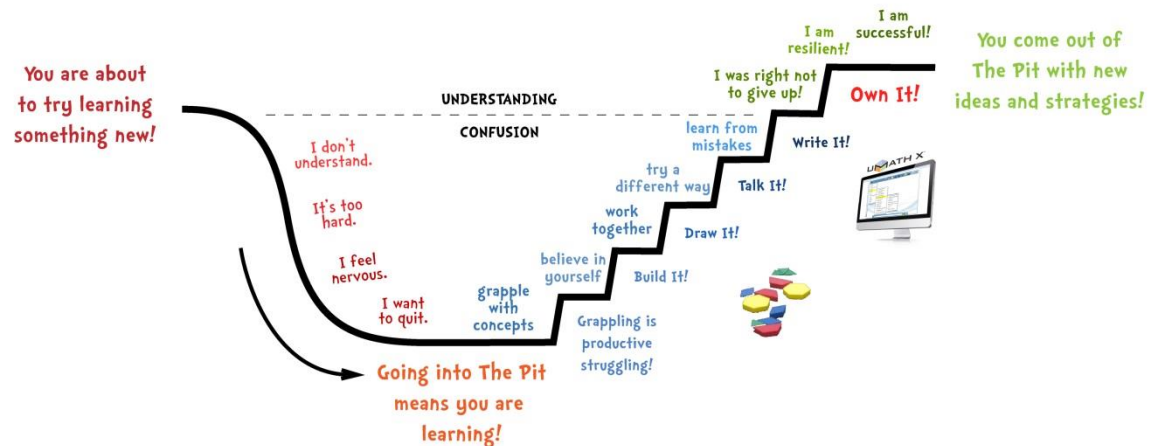 You are about
to try learning
something new!
UNDERSTANDING
CONFUSION
I don't
understand.
It's too
hard.
I feel
nervous.
I want
to quit.
Going into The Pit
means you are
learning!
grapple
with
concepts
Grappling is
productive
struggling!
believe in
yourself
Build It!
work
together
Draw It!
try a
different way
Talk It!
learn from
mistakes
Write It!
I was right not
to give up!
Own It!
I am
resilient!
I am
successful!
You come out of
The Pit with new
ideas and strategies!